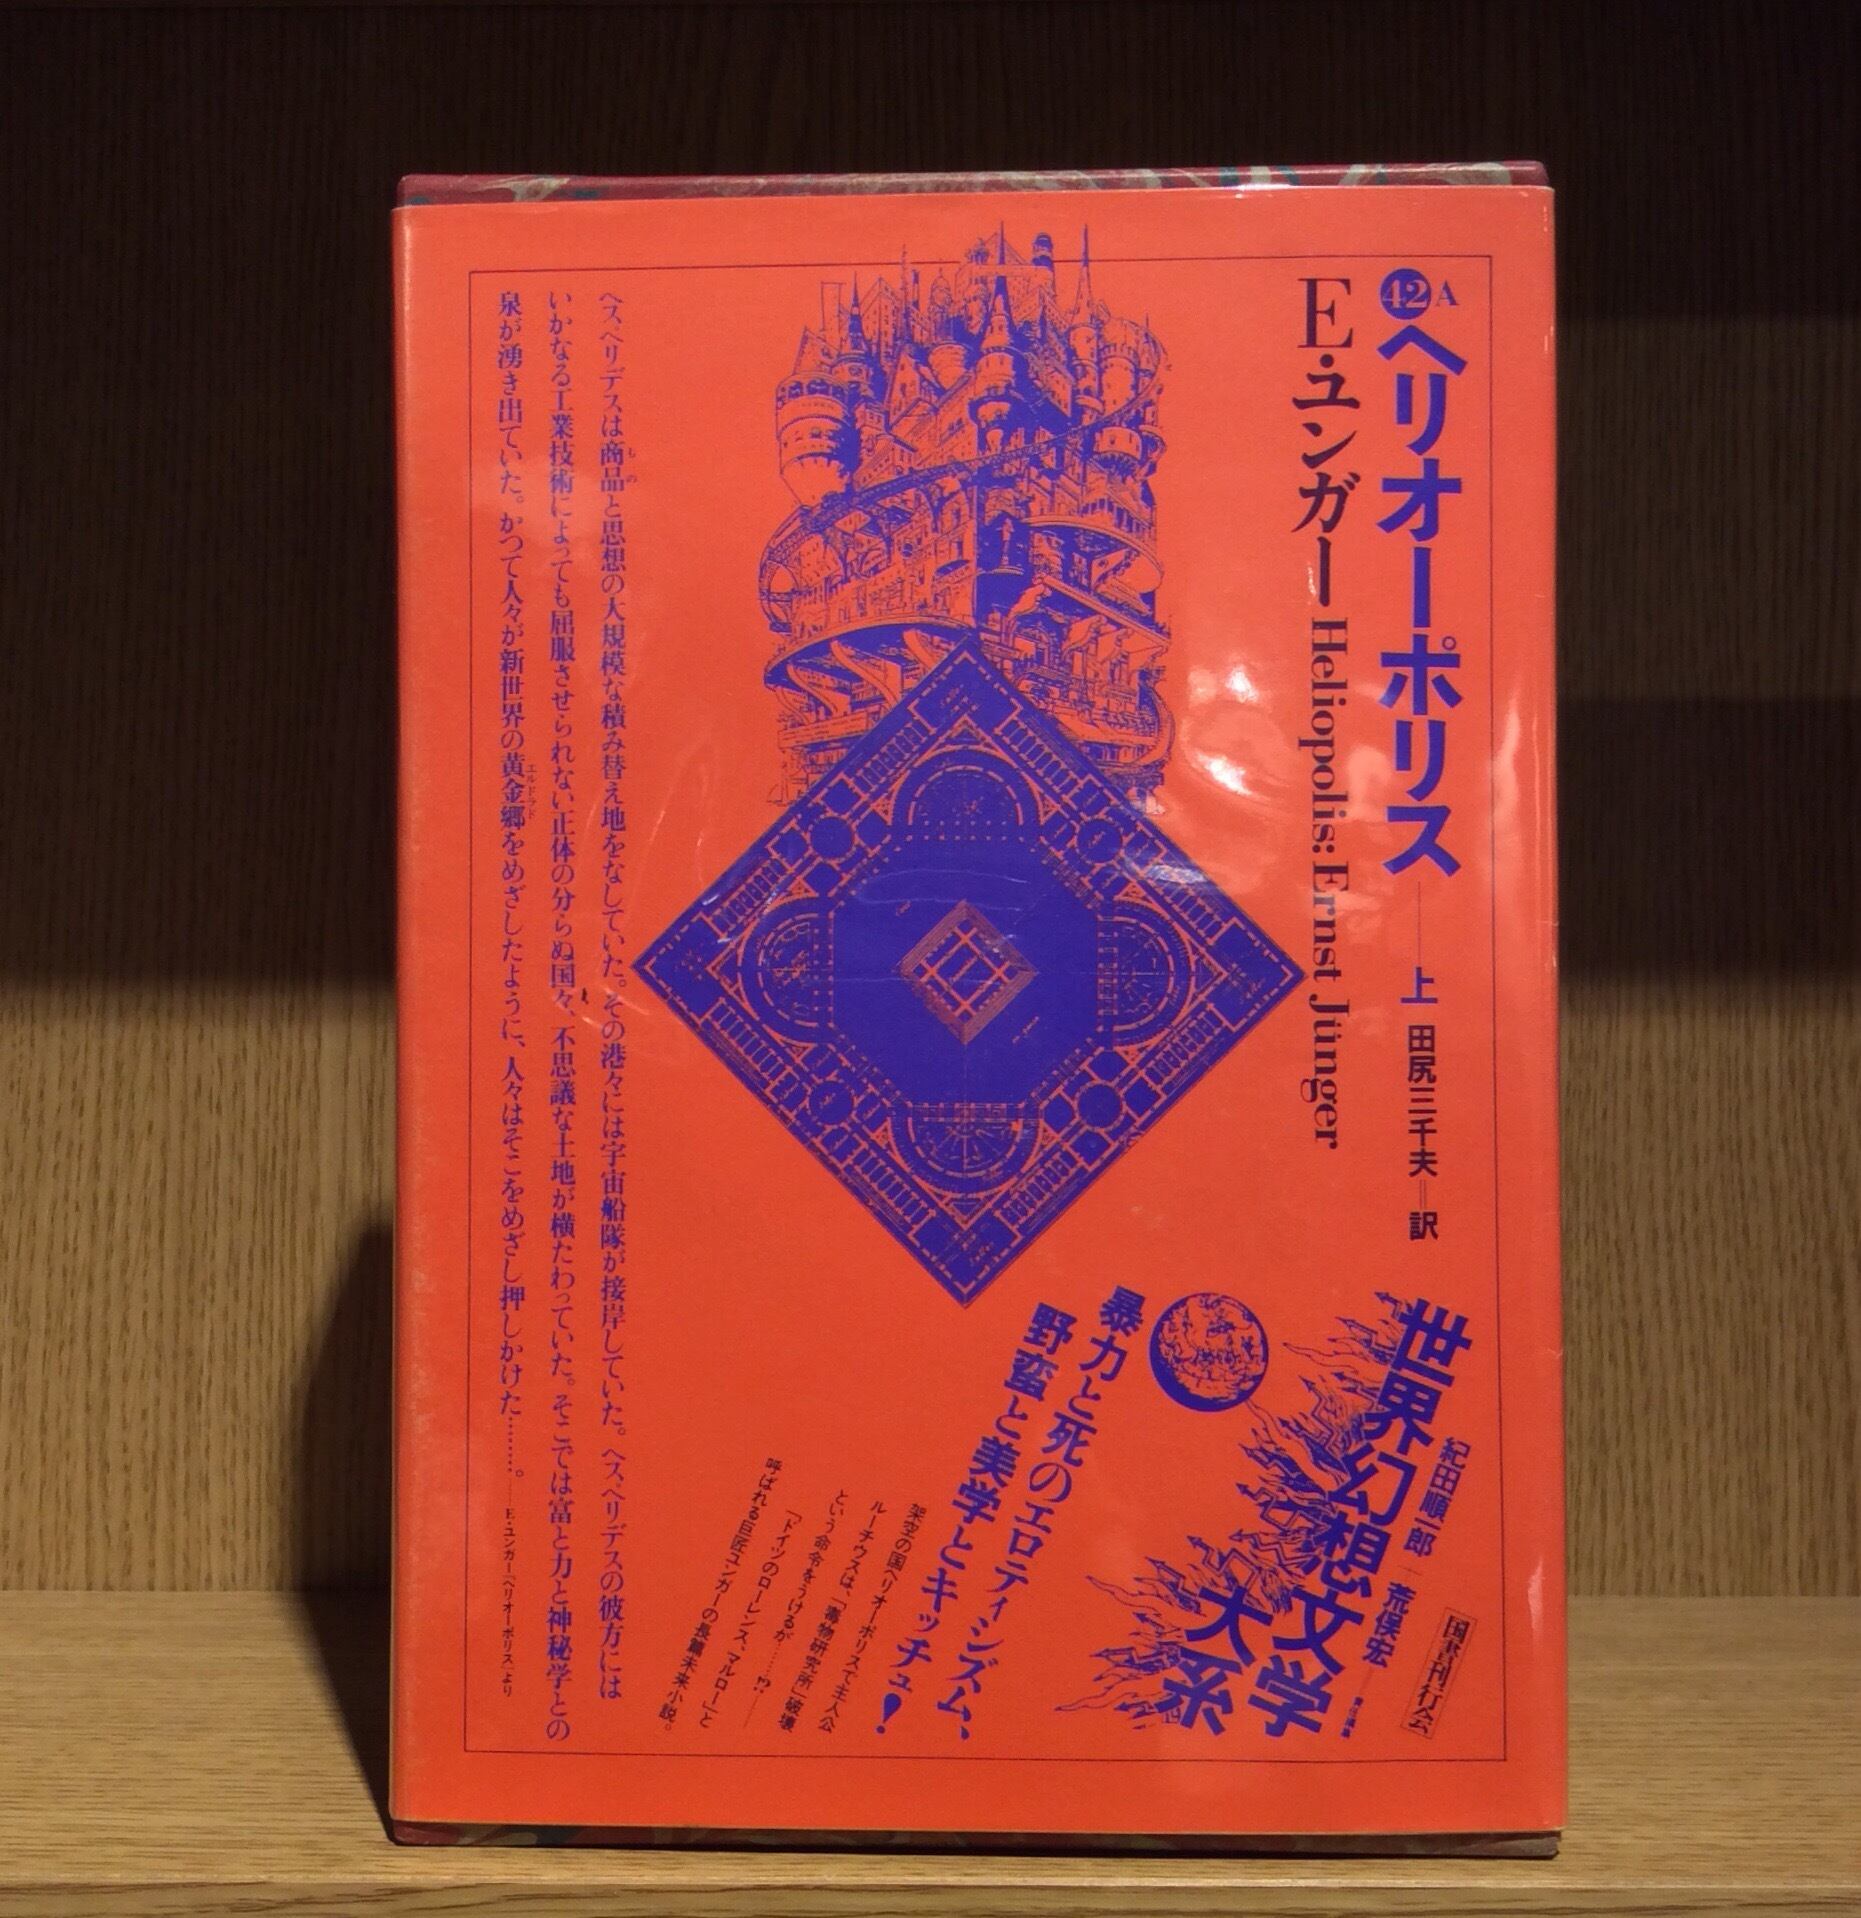 42A
ヘリオーポリス——上 田尻三千夫=訳
E・ユンガー Heliopolis: Ernst Jünger
世界幻想文学大系
紀田順一郎—荒俣宏
国書刊行会
暴力と死のエロティシズム、
野蛮と美学とキッチュ!
架空の国ヘリオーポリスで主人公
ルーチウスは「毒物研究所」破壊
という命令をうけるが……!?——
「ドイツのローレンス、マルロー」と
呼ばれる巨匠ユンガーの長篇未来小説。
ヘスペリデスは商品と思想の大規模な積み替え地をなしていた。その港々には宇宙船隊が接岸していた。ヘスペリデスの彼方には
もの
いかなる工業技術によっても屈服させられない正体の分らぬ国々、不思議な土地が横たわっていた。そこでは富と力と神秘学との
泉が湧き出ていた。かつて人々が新世界の黄金郷をめざしたように、人々はそこをめざし押しかけた………。——E・ユンガー『ヘリオーポリス』より
エルドラド